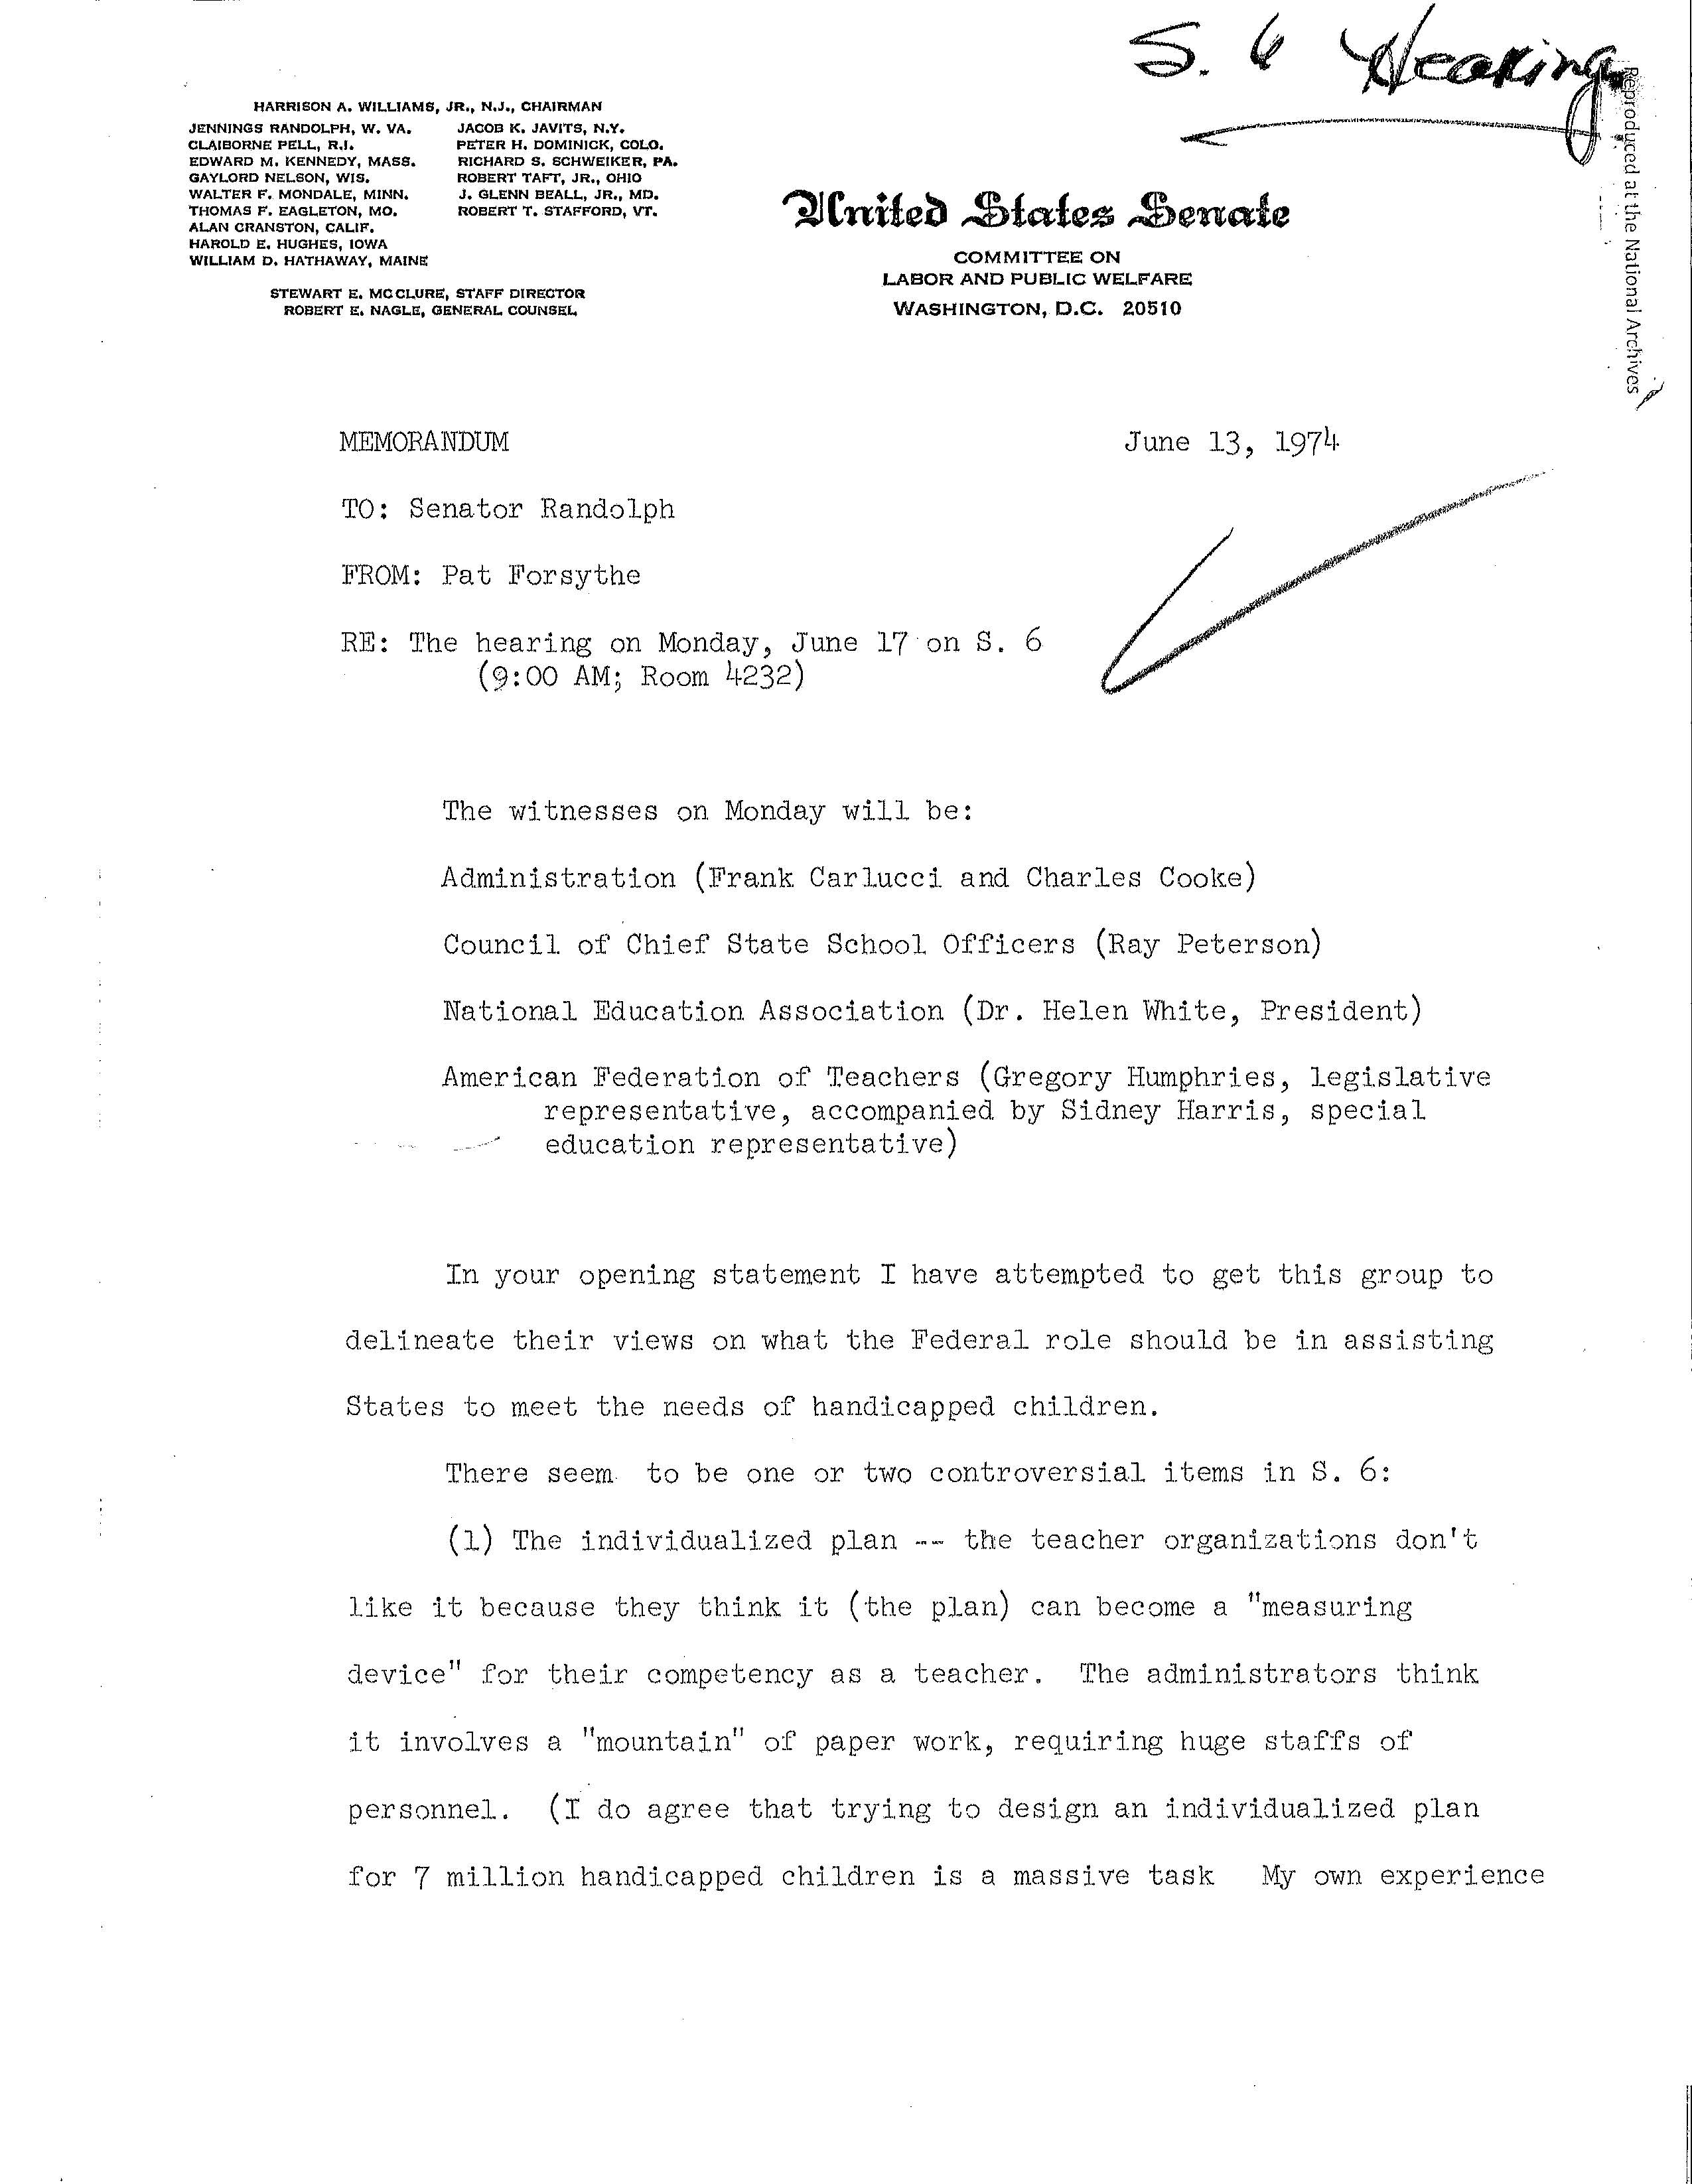 S. 6 Hearing
Reproduced at the National Archives
HARRISON A. WILLIAMS, JR., N.J., CHAIRMAN
JENNINGS RANDOLPH, W. VA.
CLAIBORNE PELL, R.I.
EDWARD M. KENNEDY, MASS.
GAYLORD NELSON, WIS.
WALTER F. MONDALE, MINN.
THOMAS F. EAGLETON, MO.
ALAN CRANSTON, CALIF.
HAROLD E. HUGHES, IOWA
WILLIAM D. HATHAWAY, MAINE
JACOB K. JAVITS, N.Y.
PETER H. DOMINICK, COLO.
RICHARD S. SCHWEIKER, PA.
ROBERT TAFT, JR., OHIO
J. GLENN BEALL, JR., MD.
ROBERT T. STAFFORD, VT.
STEWART E. MCCLURE, STAFF DIRECTOR
ROBERT E. NAGLE, GENERAL COUNSEL
United States Senate
COMMITTEE ON
LABOR AND PUBLIC WELFARE
WASHINGTON, D.C. 20510
MEMORANDUM
June 13, 1974
TO: Senator Randolph
FROM: Pat Forsythe
RE: The hearing on Monday, June 17 on S. 6
(9:00 AM; Room 4232)
The witnesses on Monday will be:
Administration (Frank Carlucci and Charles Cooke)
Council of Chief State School Officers (Ray Peterson)
National Education Association (Dr. Helen White, President)
American Federation of Teachers (Gregory Humphries, legislative
representative, accompanied by Sidney Harris, special
education representative)
In your opening statement I have attempted to get this group to
delineate their views on what the Federal role should be in assisting
States to meet the needs of handicapped children.
There seem to be one or two controversial items in S. 6:
(1) The individualized plan -- the teacher organizations don't
like it because they think it (the plan) can become a "measuring
device" for their competency as a teacher. The administrators think
it involves a "mountain" of paper work, requiring huge staffs of
personnel. (I do agree that trying to design an individualized plan
for 7 million handicapped children is a massive task My own experience